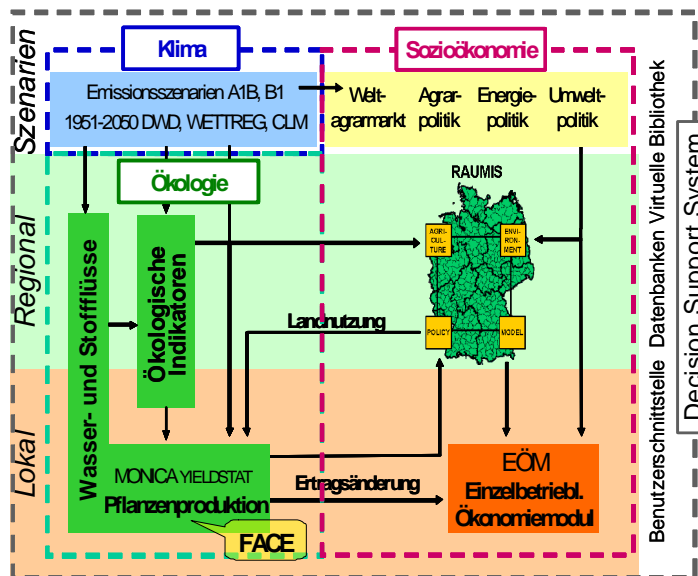 Klima
Sozioökonomie
Szenarien
Emissionsszenarien A1B, B1
1951-2050 DWD, WETTREG, CLM
Welt-
agrarmarkt
Agrar-
politik
Energie-
politik
Umwelt-
politik
Ökologie
RAUMIS
Regional
Wasser- und Stoffflüsse
Ökologische
Indikatoren
AGRI-
CUL-
TURE
ENVI
RON-
MENT
POLICY
MODEL
Landnutzung
Lokal
MONICA YIELDSTAT
Pflanzenproduktion
FACE
Ertragsänderung
EÖM
Einzelbetriebl.
Ökonomiemodul
Benutzerschnittstelle Datenbanken Virtuelle Bibliothek
Decision Support System